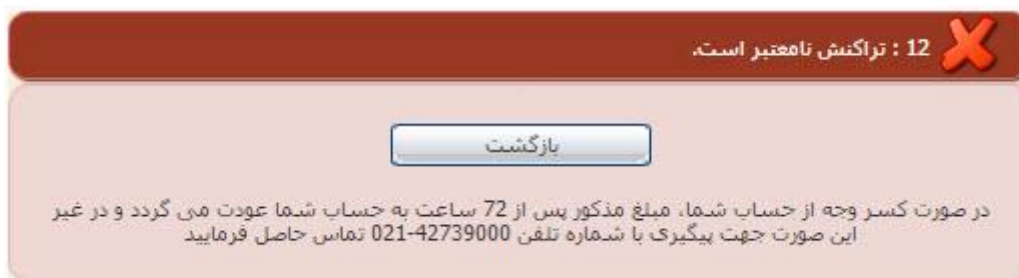 12 : تراکنش نامعتبر است.
بازگشت
در صورت کسر وجه از حساب شما، مبلغ مذکور پس از 72 ساعت به حساب شما عودت می گردد و در غیر
این صورت جهت پیگیری با شماره تلفن 42739000-021 تماس حاصل فرمایید